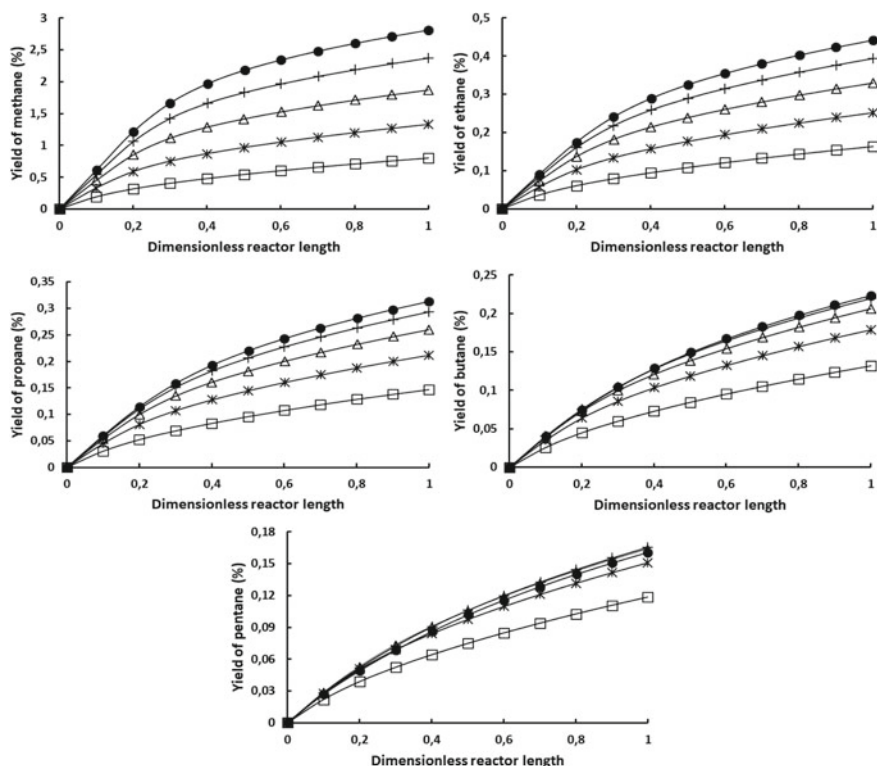 Yield of methane (%)
3
2,5
2
1,5
1
0,5
0
0 0,2 0,4 0,6 0,8 1
Dimensionless reactor length
Yield of ethane (%)
0,5
0,4
0,3
0,2
0,1
0
0 0,2 0,4 0,6 0,8 1
Dimensionless reactor length
Yield of propane (%)
0,35
0,3
0,25
0,2
0,15
0,1
0,05
0
0 0,2 0,4 0,6 0,8 1
Dimensionless reactor length
Yield of butane (%)
0,25
0,2
0,15
0,1
0,05
0
0 0,2 0,4 0,6 0,8 1
Dimensionless reactor length
Yield of pentane (%)
0,18
0,15
0,12
0,09
0,06
0,03
0
0 0,2 0,4 0,6 0,8 1
Dimensionless reactor length